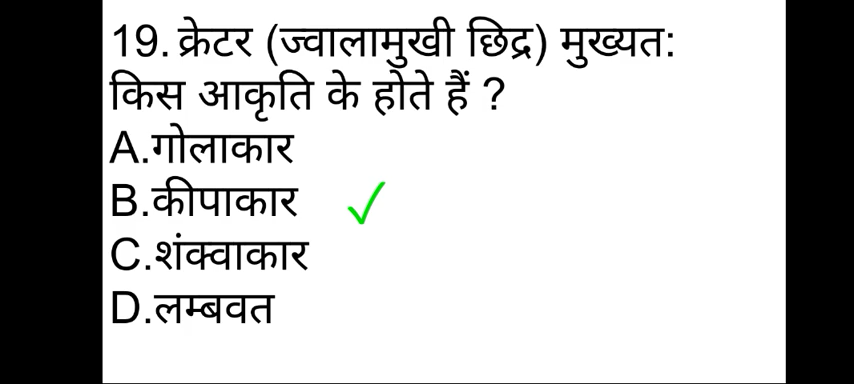 19. क्रेटर (ज्वालामुखी छिद्र) मुख्यत:
किस आकृति के होते हैं ?
A.गोलाकार
B.कीपाकार ✓
C.शंक्वाकार
D.लम्बवत